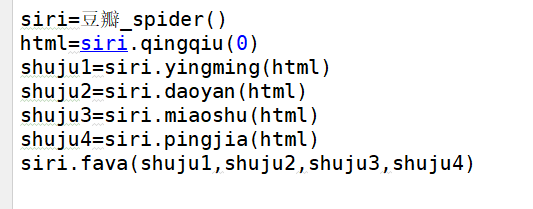 siri=豆瓣_spider()
html=siri.qingqiu(0)
shuju1=siri.yingming(html)
shuju2=siri.daoyan(html)
shuju3=siri.miaoshu(html)
shuju4=siri.pingjia(html)
siri.fava(shuju1,shuju2,shuju3,shuju4)